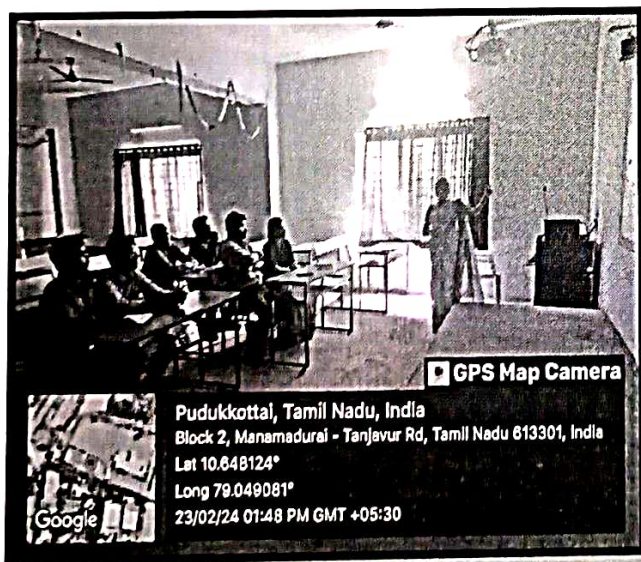 GPS Map Camera
Pudukkottai, Tamil Nadu, India
Block 2, Manamadurai - Tanjavur Rd, Tamil Nadu 613301, India
Lat 10.648124°
Long 79.049081°
23/02/24 01:48 PM GMT +05:30
Google